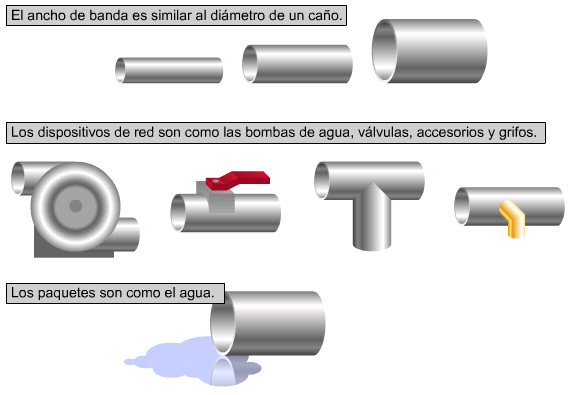 El ancho de banda es similar al diámetro de un caño.
Los dispositivos de red son como las bombas de agua, válvulas, accesorios y grifos.
Los paquetes son como el agua.